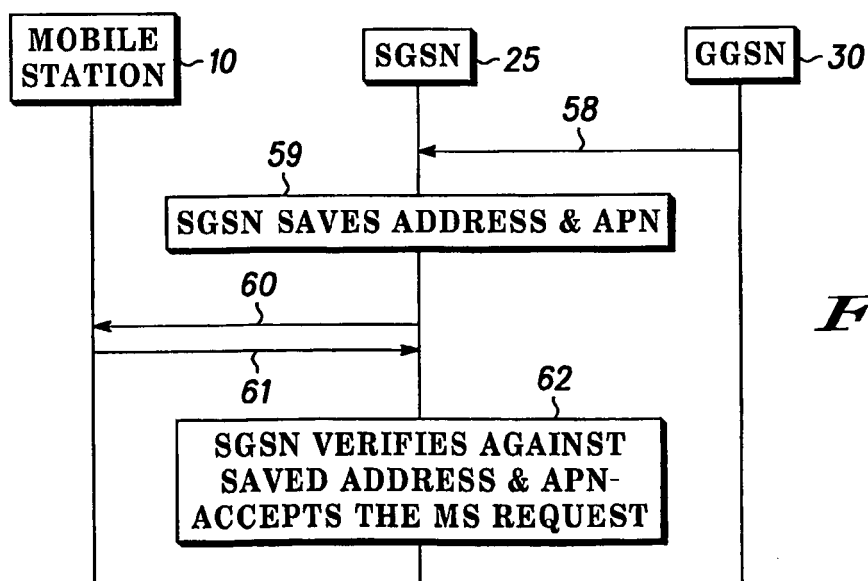 MOBILE
STATION
10
SGSN
25
GGSN
30
58
59
SGSN SAVES ADDRESS & APN
60
61
62
SGSN VERIFIES AGAINST
SAVED ADDRESS & APN-
ACCEPTS THE MS REQUEST
F